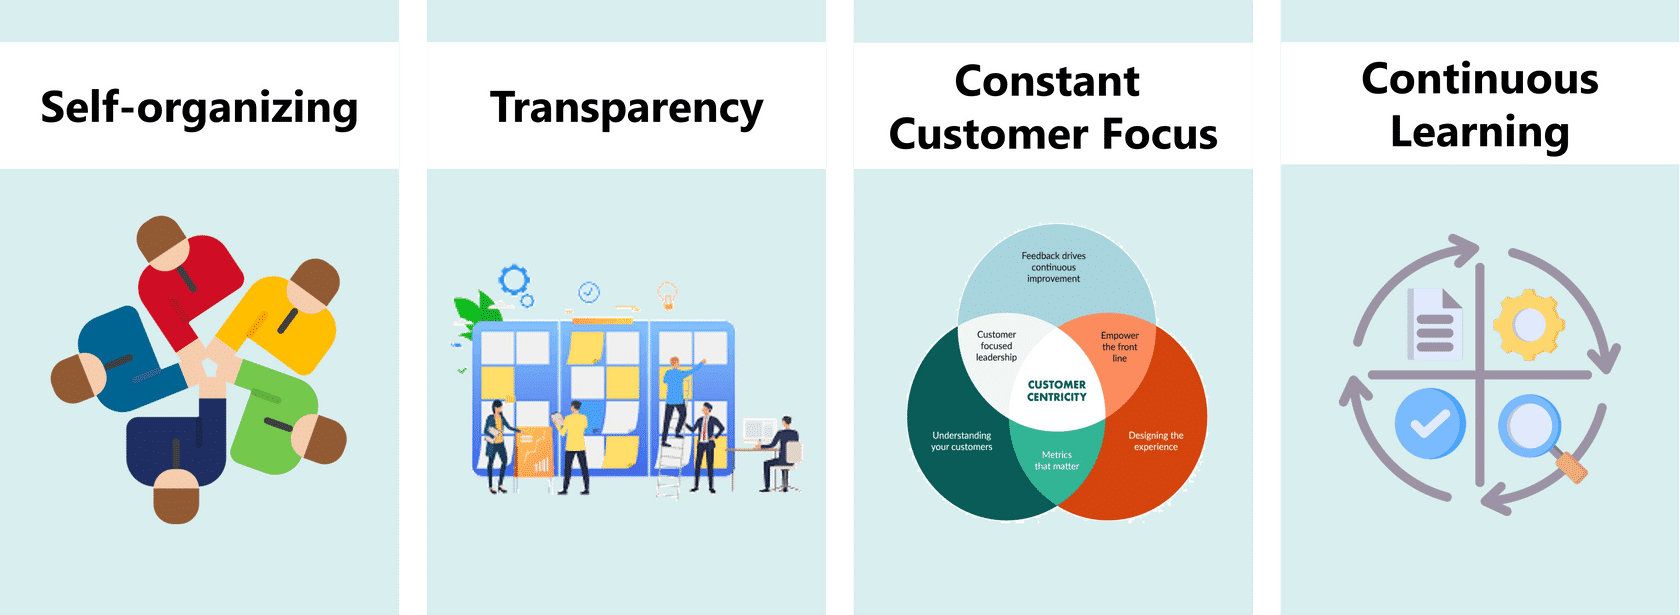 Self-organizing
Transparency
Constant
Customer Focus
Feedback drives
continuous
improvement
Customer
focused
leadership
Empower
the front
line
CUSTOMER
CENTRICITY
Understanding
your customers
Metrics
that matter
Designing the
experience
Continuous
Learning